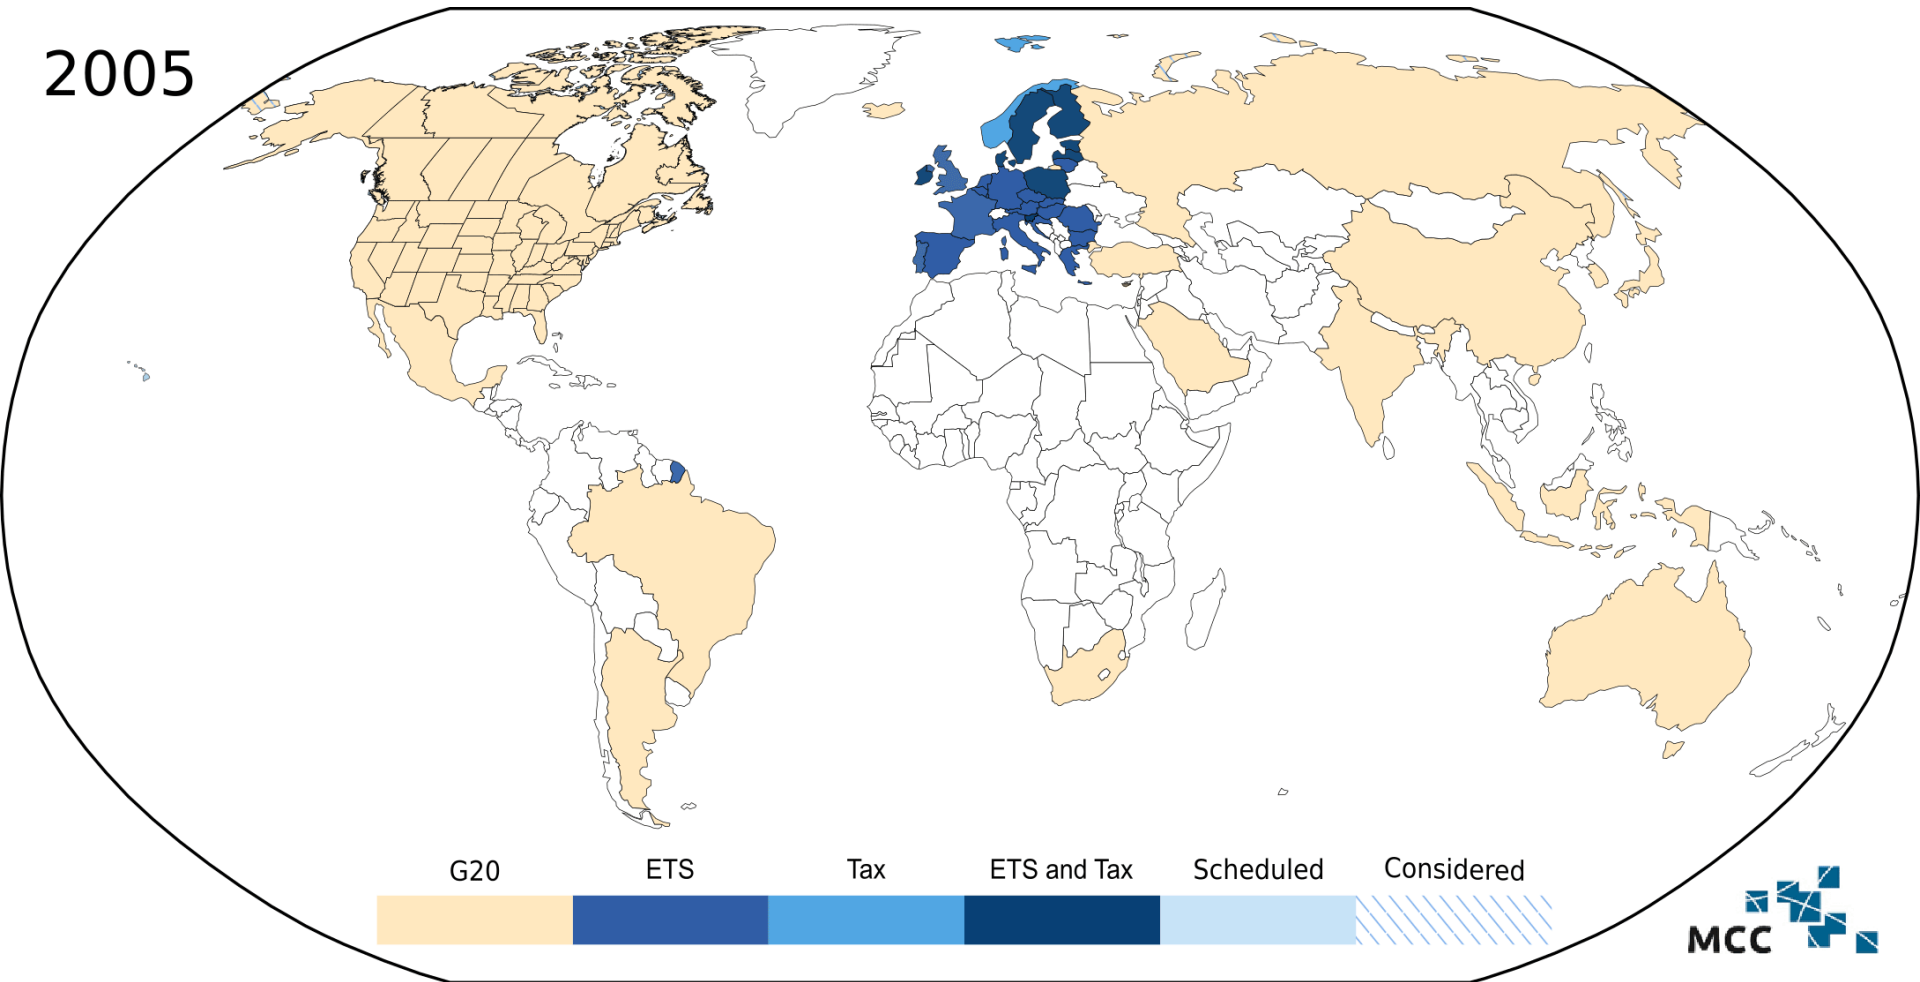 2005
G20
ETS
Tax
ETS and Tax
Scheduled
Considered
MCC